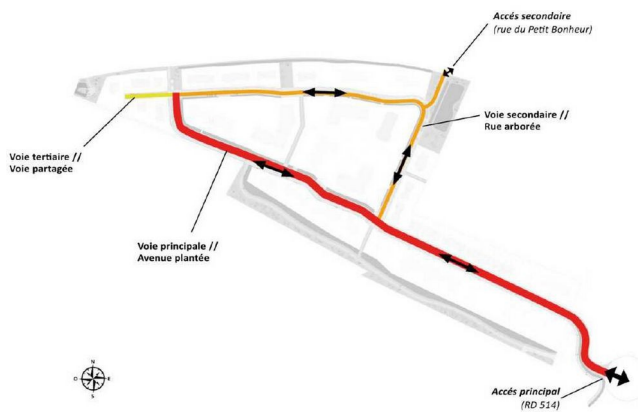 Accés secondaire
(rue du Petit Bonheur)
Voie secondaire //
Rue arborée
Voie tertiaire //
Voie partagée
Voie principale //
Avenue plantée
N
O E
S
Accés principal
(RD 514)